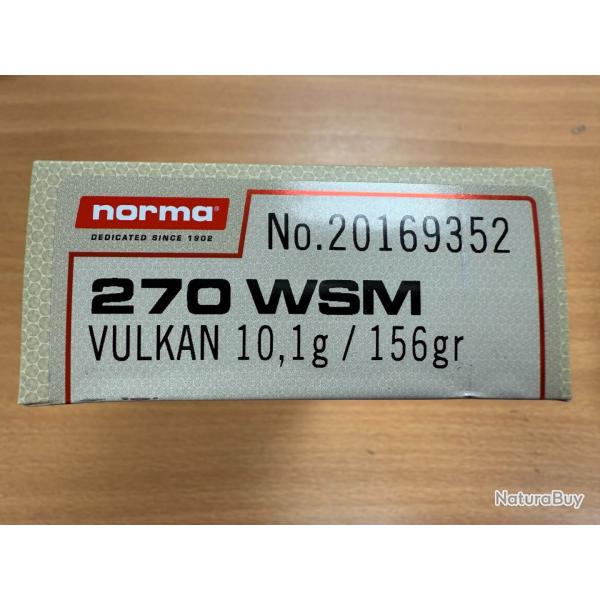 norma®
DEDICATED SINCE 1902
No.20169352
270 WSM
VULKAN 10,1g / 156gr
NaturaBuy